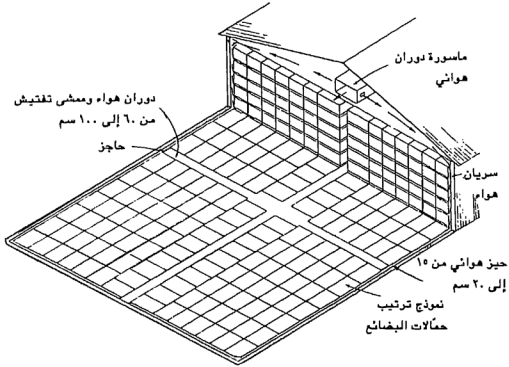 ماسورة دوران
هوائي
دوران هواء وممشى تفتيش
من ٦٠ إلى ١٠٠ سم
حاجز
سريان
هواء
حيز هوائي من ١٥
إلى ٢٠ سم
نموذج ترتيب
حمّالات البضائع